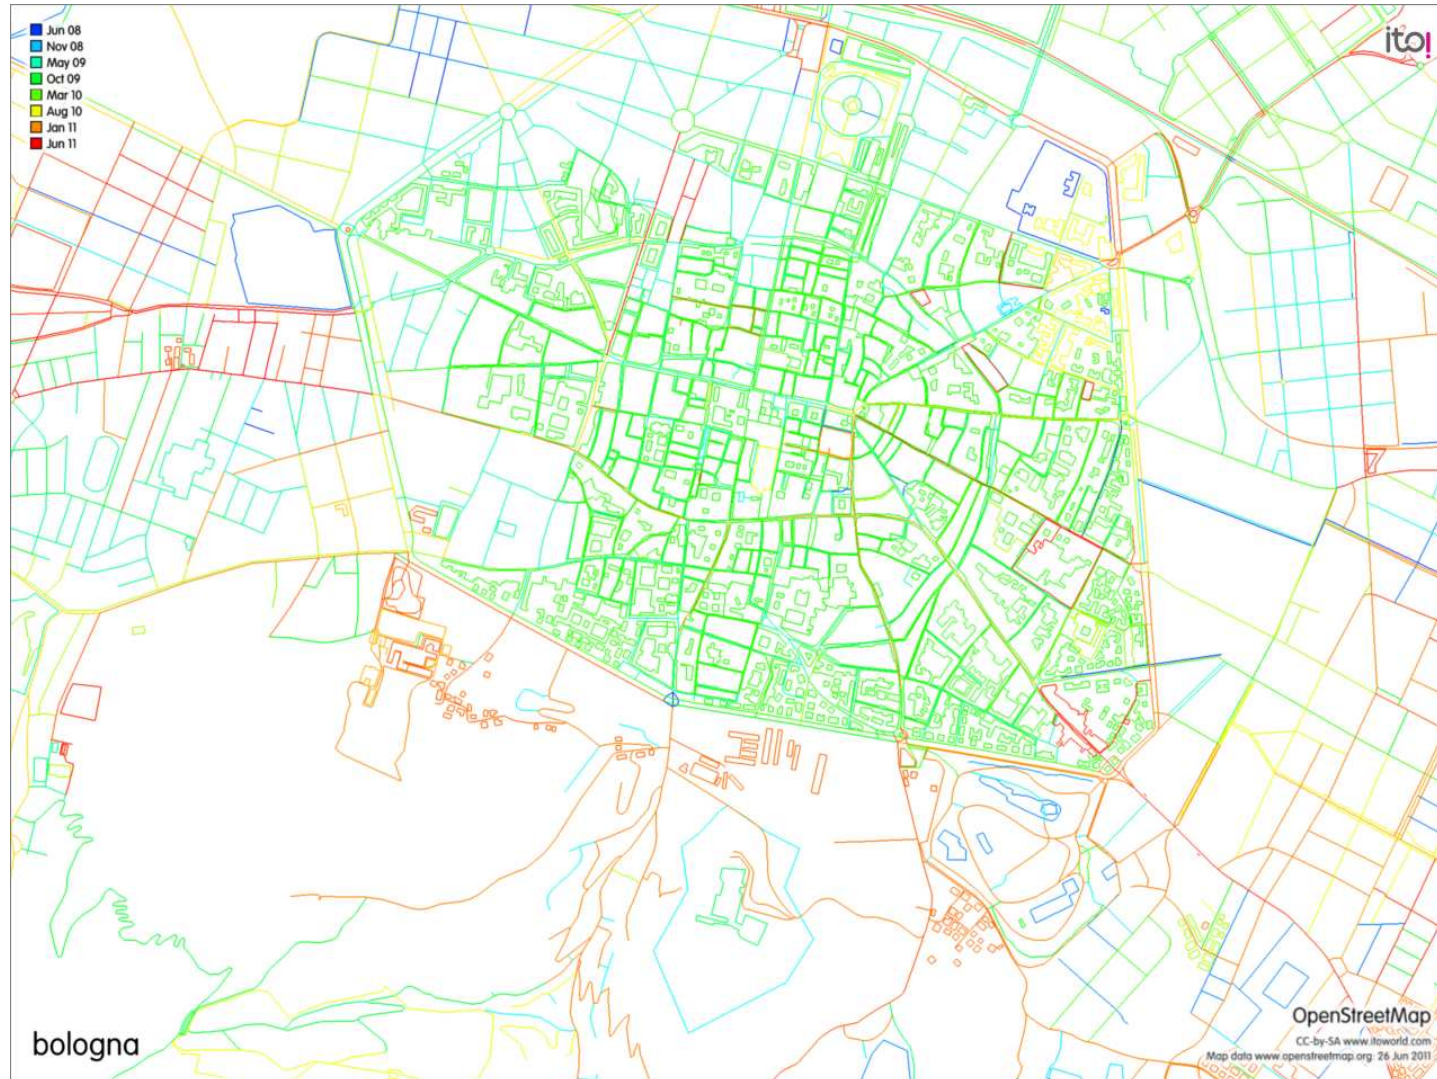 Jun 08
Nov 08
May 09
Oct 09
Mar 10
Aug 10
Jan 11
Jun 11
ito!
bologna
OpenStreetMap
CC-by-SA www.itoworld.com
Map data www.openstreetmap.org: 26 Jun 2011